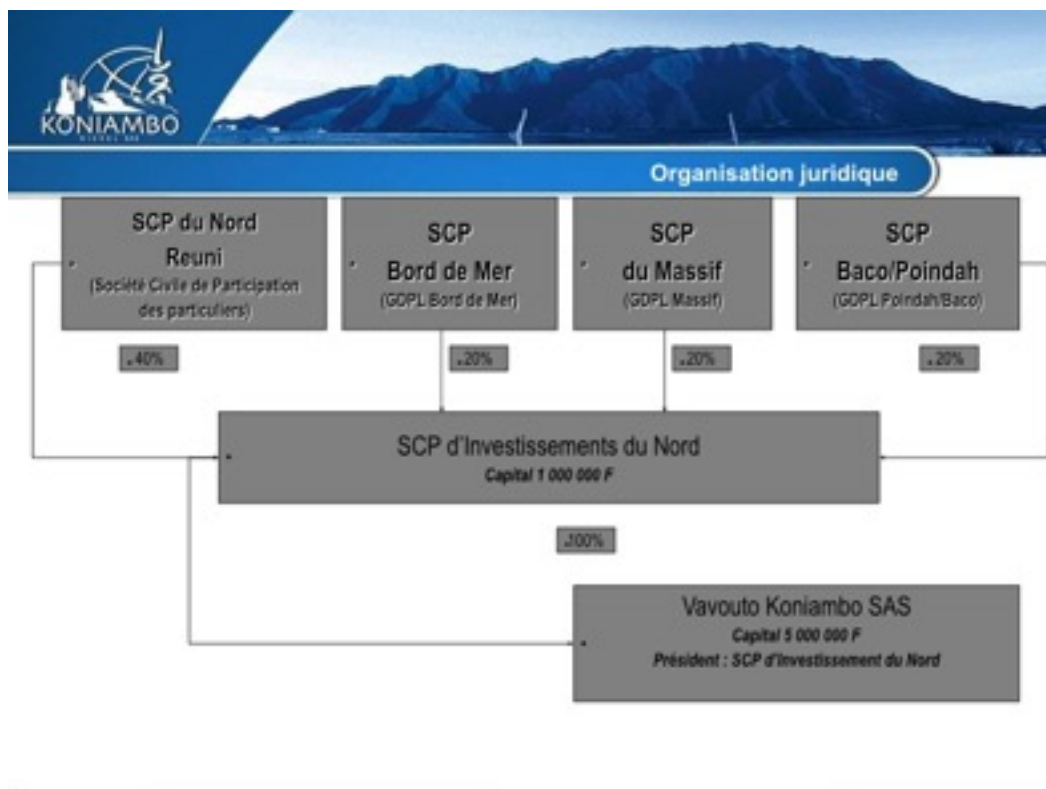 KONIAMBO
Organisation juridique
SCP du Nord
Reuni
(Société Civile de Participation
des particuliers)
SCP
Bord de Mer
(GDPL Bord de Mer)
SCP
du Massif
(GDPL Massif)
SCP
Baco/Poindah
(GDPL Poindah/Baco)
40%
20%
20%
20%
SCP d'Investissements du Nord
Capital 1 000 000 F
100%
Vavouto Koniambo SAS
Capital 5 000 000 F
Président : SCP d'Investissement du Nord